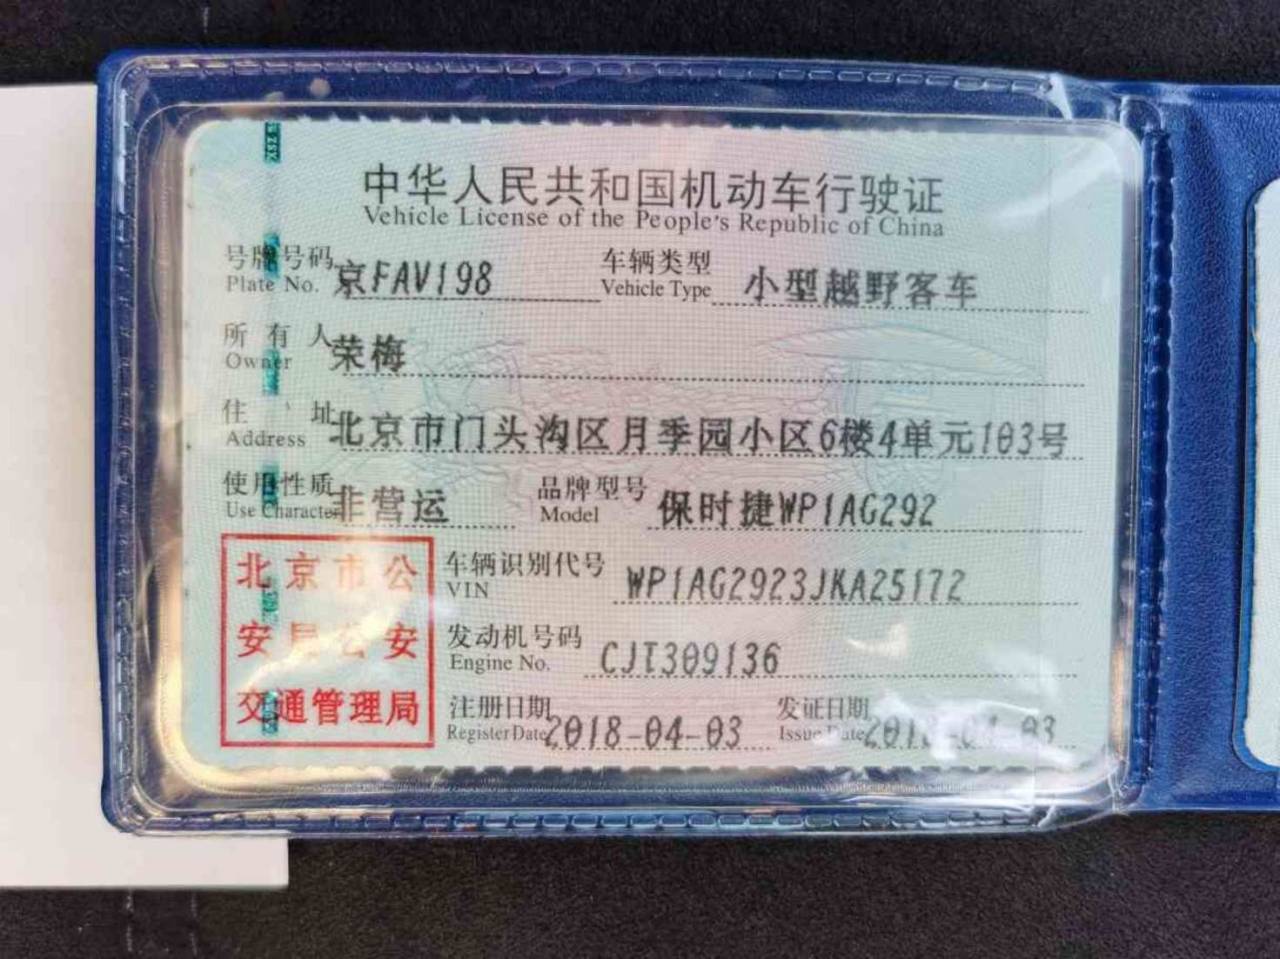 中华人民共和国机动车行驶证
Vehicle License of the People's Republic of China
号牌号码 京FAV198 车辆类型 小型越野客车
Plate No. Vehicle Type
所有人 荣梅
Owner
住址 北京市门头沟区月季园小区6楼4单元103号
Address
使用性质 非营运 品牌型号 保时捷WP1AG292
Use Character Model
北京市公
安局公安
交通管理局
车辆识别代号 WP1AG2923JKA25172
VIN
发动机号码 CJT309136
Engine No.
注册日期 2018-04-03 发证日期 2018-04-03
Register Date Issue Date